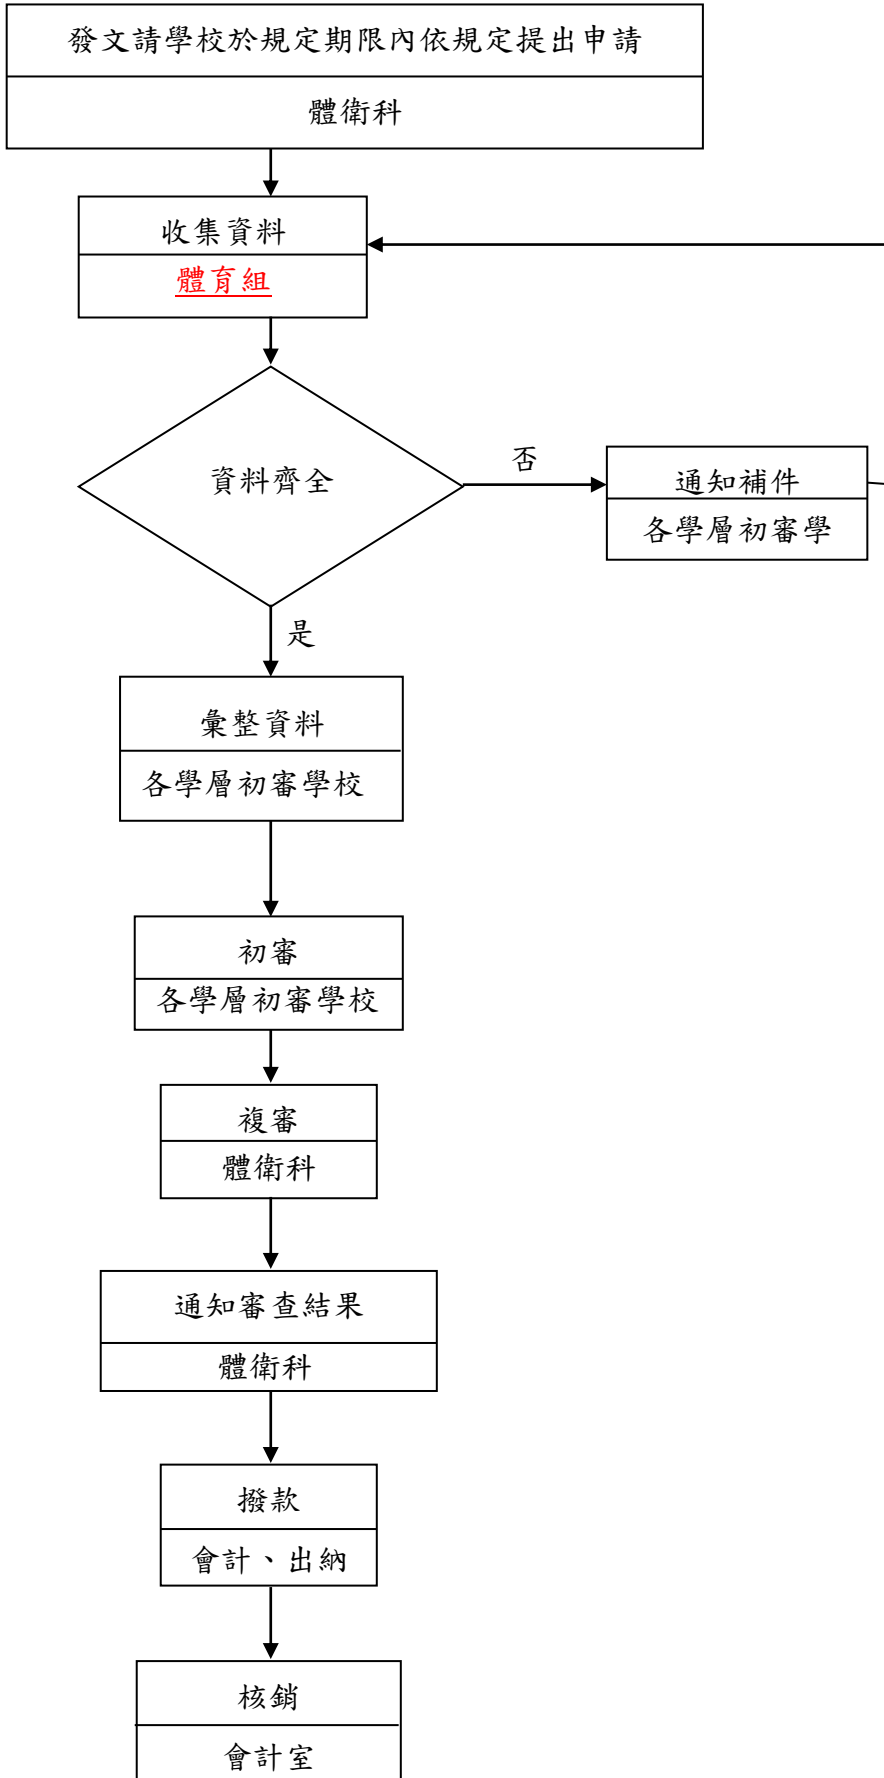 發文請學校於規定期限內依規定提出申請
體衛科
收集資料
體育組
資料齊全
否
通知補件
各學層初審學
是
彙整資料
各學層初審學校
初審
各學層初審學校
複審
體衛科
通知審查結果
體衛科
撥款
會計、出納
核銷
會計室